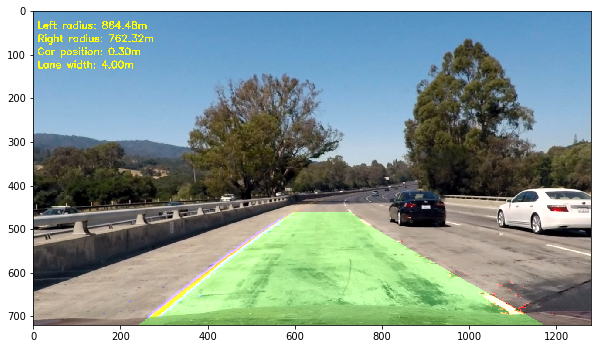 0
Left radius: 864.48m
Right radius: 762.32m
Car position: 0.30m
Lane width: 4.00m
100
200
300
400
500
600
700
0 200 400 600 800 1000 1200